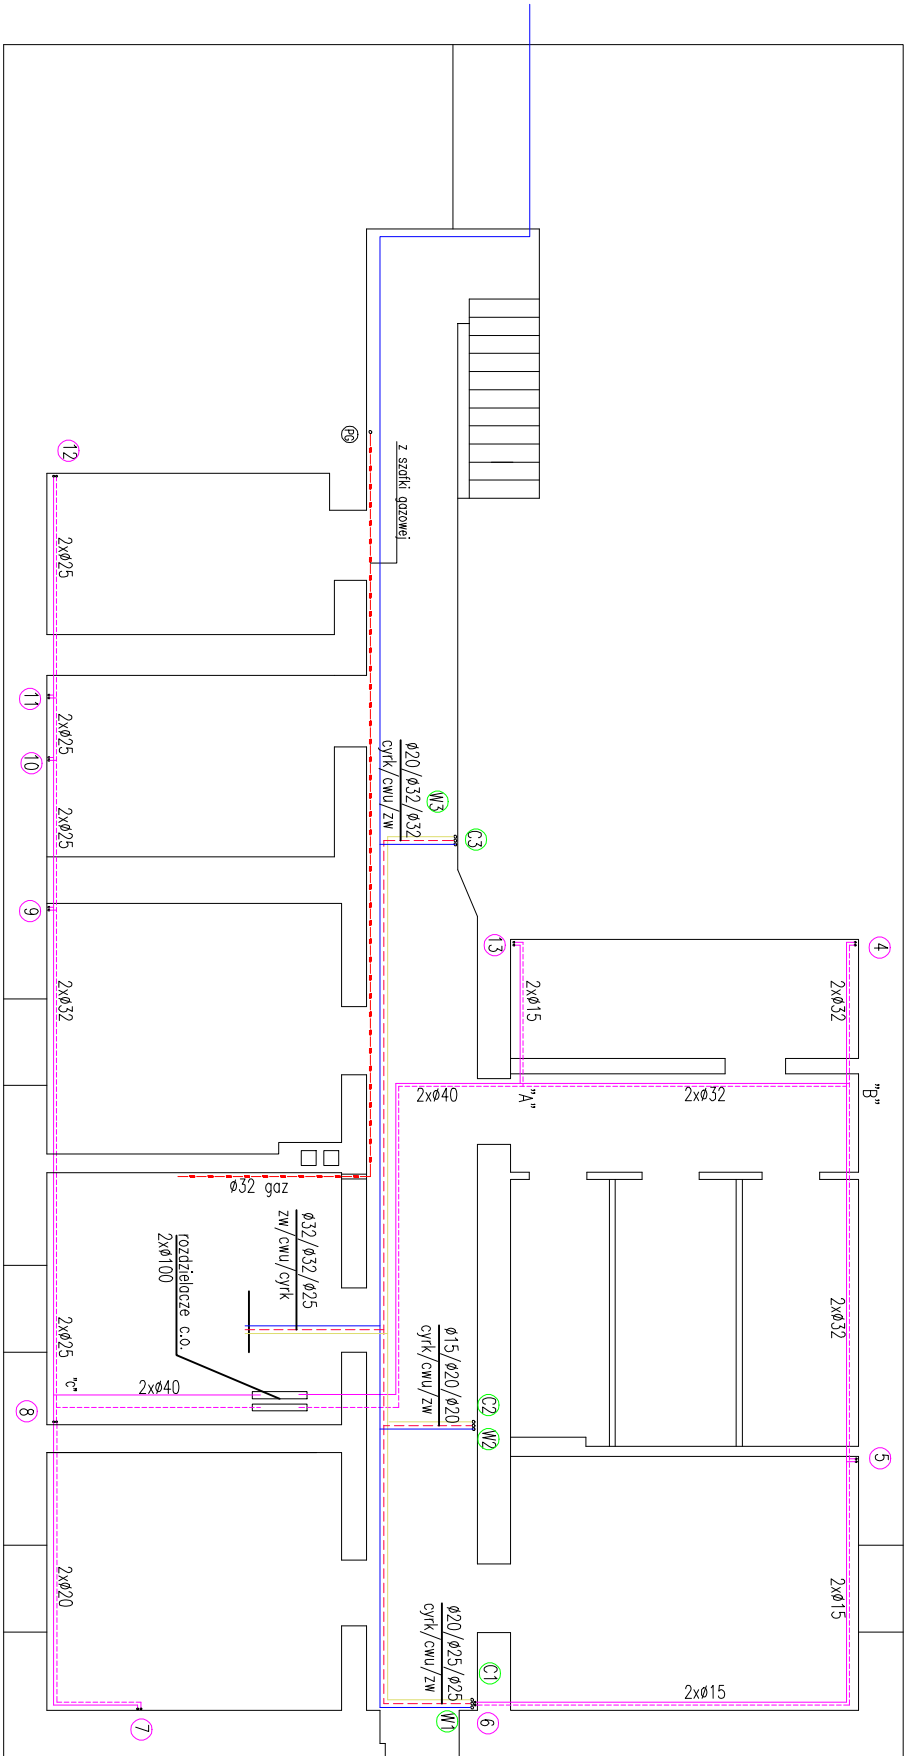 12
2xø25
11
2xø25
10
2xø25
9
2xø32
PG
z szafki gazowej
ø20/ø32/ø32
cyrk/cwu/zw
W3
C3
13
2xø15
4
2xø32
"B"
"A"
2xø40
2xø32
ø32 gaz
ø32/ø32/ø25
zw/cwu/cyrk
rozdzielacze c.o.
2xø100
2xø25
"c"
2xø40
8
ø15/ø20/ø20
cyrk/cwu/zw
C2
W2
2xø32
5
2xø15
2xø20
7
ø20/ø25/ø25
cyrk/cwu/zw
C1
W1
6
2xø15